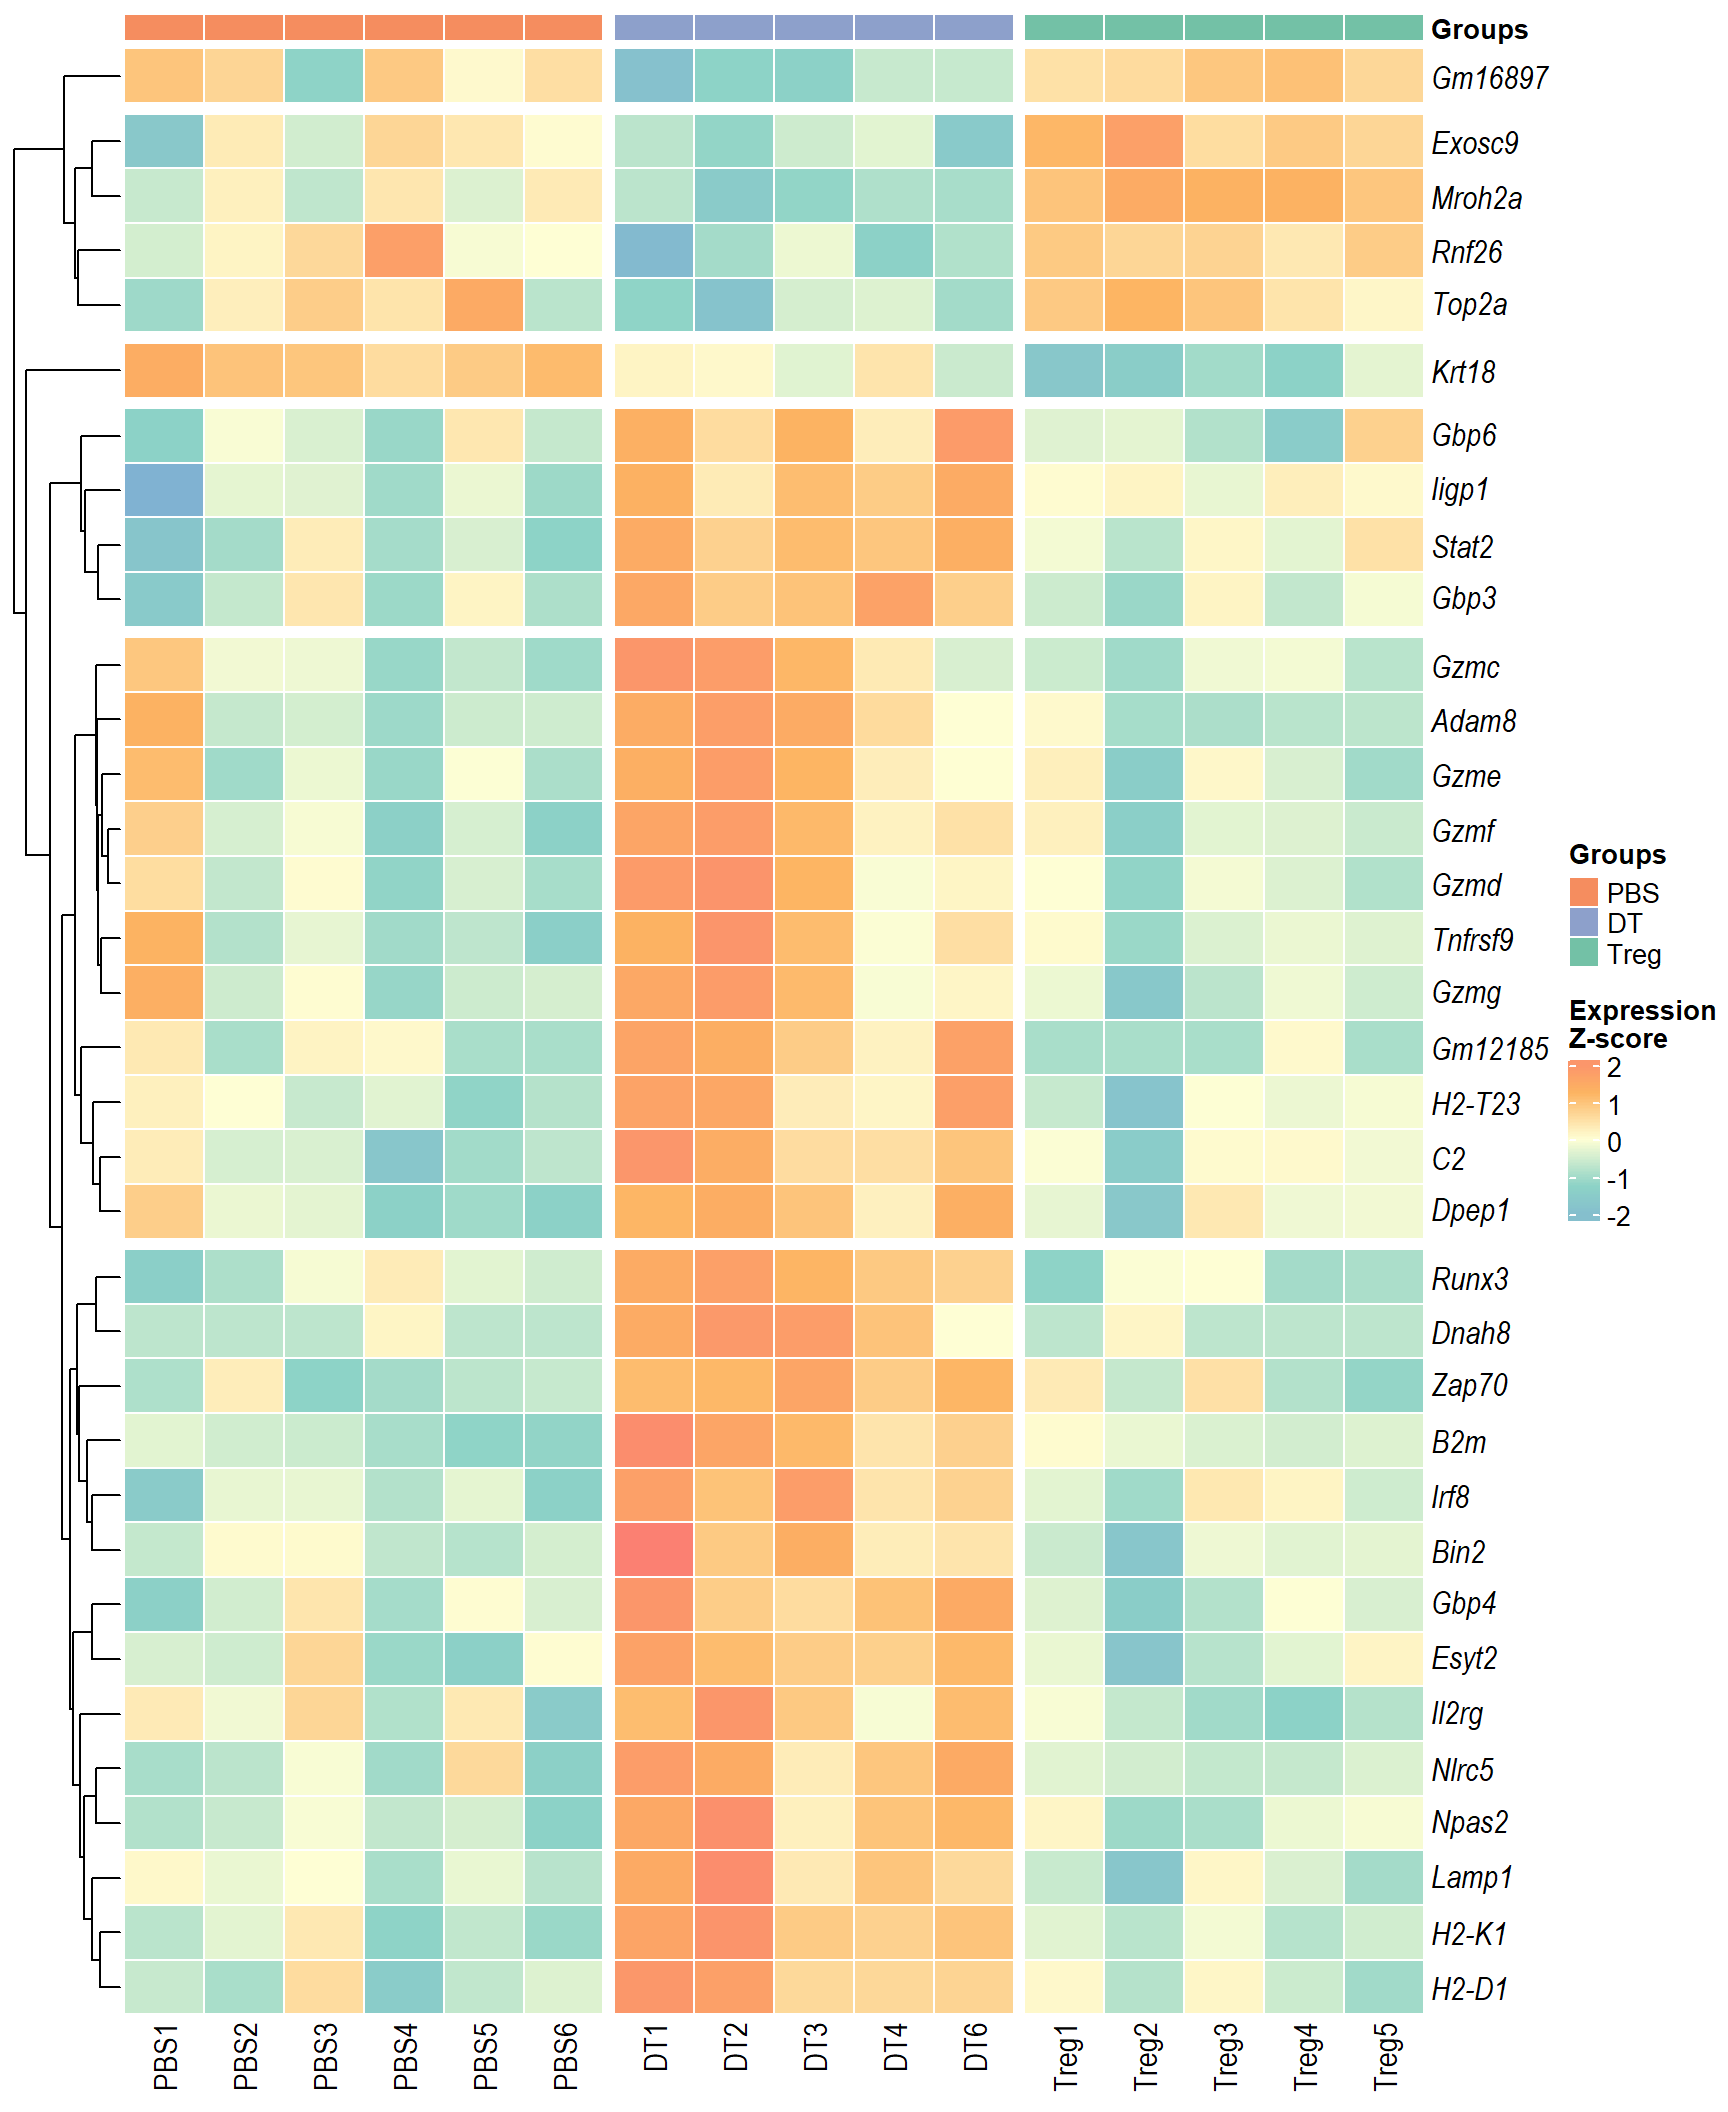 Groups
Gm16897
Exosc9
Mroh2a
Rnf26
Top2a
Krt18
Gbp6
Iigp1
Stat2
Gbp3
Gzmc
Adam8
Gzme
Gzmf
Gzmd
Tnfrsf9
Gzmg
Gm12185
H2-T23
C2
Dpep1
Runx3
Dnah8
Zap70
B2m
Irf8
Bin2
Gbp4
Esyt2
Il2rg
Nlrc5
Npas2
Lamp1
H2-K1
H2-D1
PBS1
PBS2
PBS3
PBS4
PBS5
PBS6
DT1
DT2
DT3
DT4
DT6
Treg1
Treg2
Treg3
Treg4
Treg5
Groups
PBS
DT
Treg
Expression
Z-score
2
1
0
-1
-2